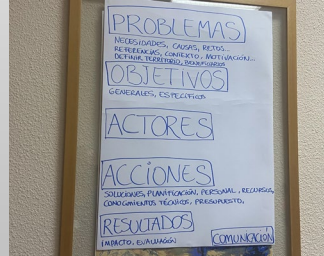 PROBLEMAS
NECESIDADES, CAUSAS, RETOS...
REFERENCIAS, CONTEXTO, MOTIVACIÓN...
DEFINIR TERRITORIO, BENEFICIARIOS
OBJETIVOS
GENERALES, ESPECÍFICOS
ACTORES
ACCIONES
SOLUCIONES, PLANIFICACIÓN, PERSONAL, RECURSOS,
CONOCIMIENTOS TÉCNICOS, PRESUPUESTO,
RESULTADOS
IMPACTO, EVALUACIÓN
COMUNICACIÓN